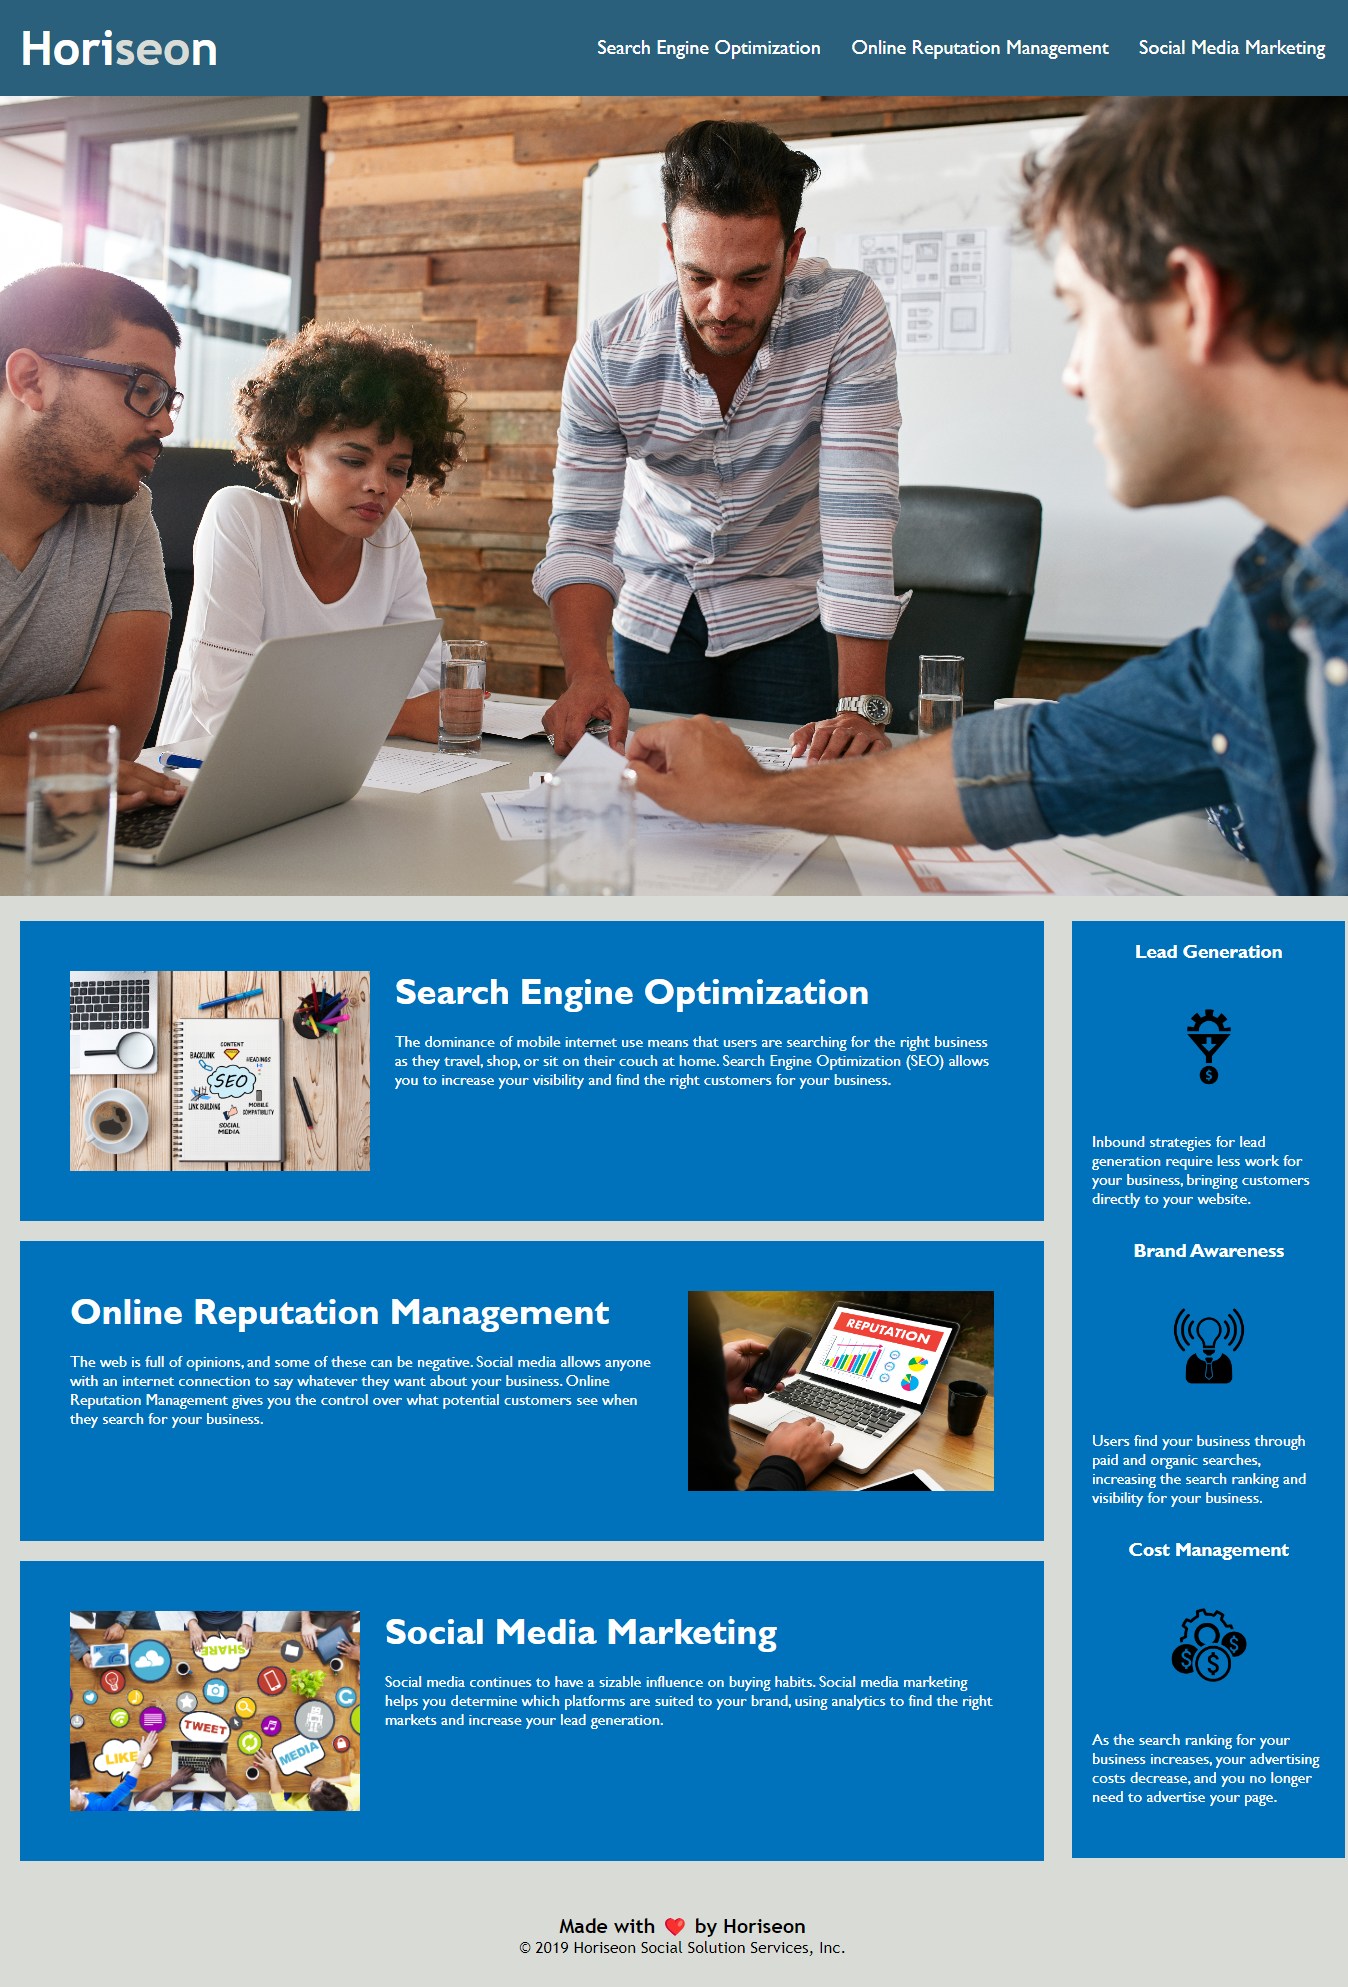 Horiseon
Search Engine Optimization
Online Reputation Management
Social Media Marketing
CONTENT
BACKLINK
HEADINGS
SEO
LINK BUILDING
MOBILE
COMPATIBILITY
SOCIAL
MEDIA
Search Engine Optimization
The dominance of mobile internet use means that users are searching for the right business
as they travel, shop, or sit on their couch at home. Search Engine Optimization (SEO) allows
you to increase your visibility and find the right customers for your business.
Online Reputation Management
The web is full of opinions, and some of these can be negative. Social media allows anyone
with an internet connection to say whatever they want about your business. Online
Reputation Management gives you the control over what potential customers see when
they search for your business.
REPUTATION
SHARE
TWEET
LIKE
MEDIA
Social Media Marketing
Social media continues to have a sizable influence on buying habits. Social media marketing
helps you determine which platforms are suited to your brand, using analytics to find the right
markets and increase your lead generation.
Lead Generation
$
Inbound strategies for lead
generation require less work for
your business, bringing customers
directly to your website.
Brand Awareness
Users find your business through
paid and organic searches,
increasing the search ranking and
visibility for your business.
Cost Management
$ $ $
As the search ranking for your
business increases, your advertising
costs decrease, and you no longer
need to advertise your page.
Made with ❤️ by Horiseon
© 2019 Horiseon Social Solution Services, Inc.